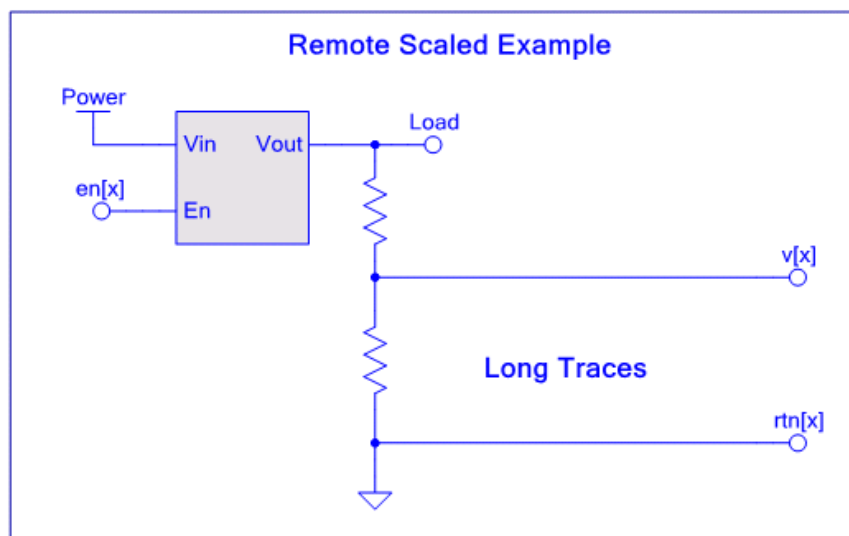 Remote Scaled Example
Power
Load
Vin
Vout
en[x]
En
v[x]
Long Traces
rtn[x]